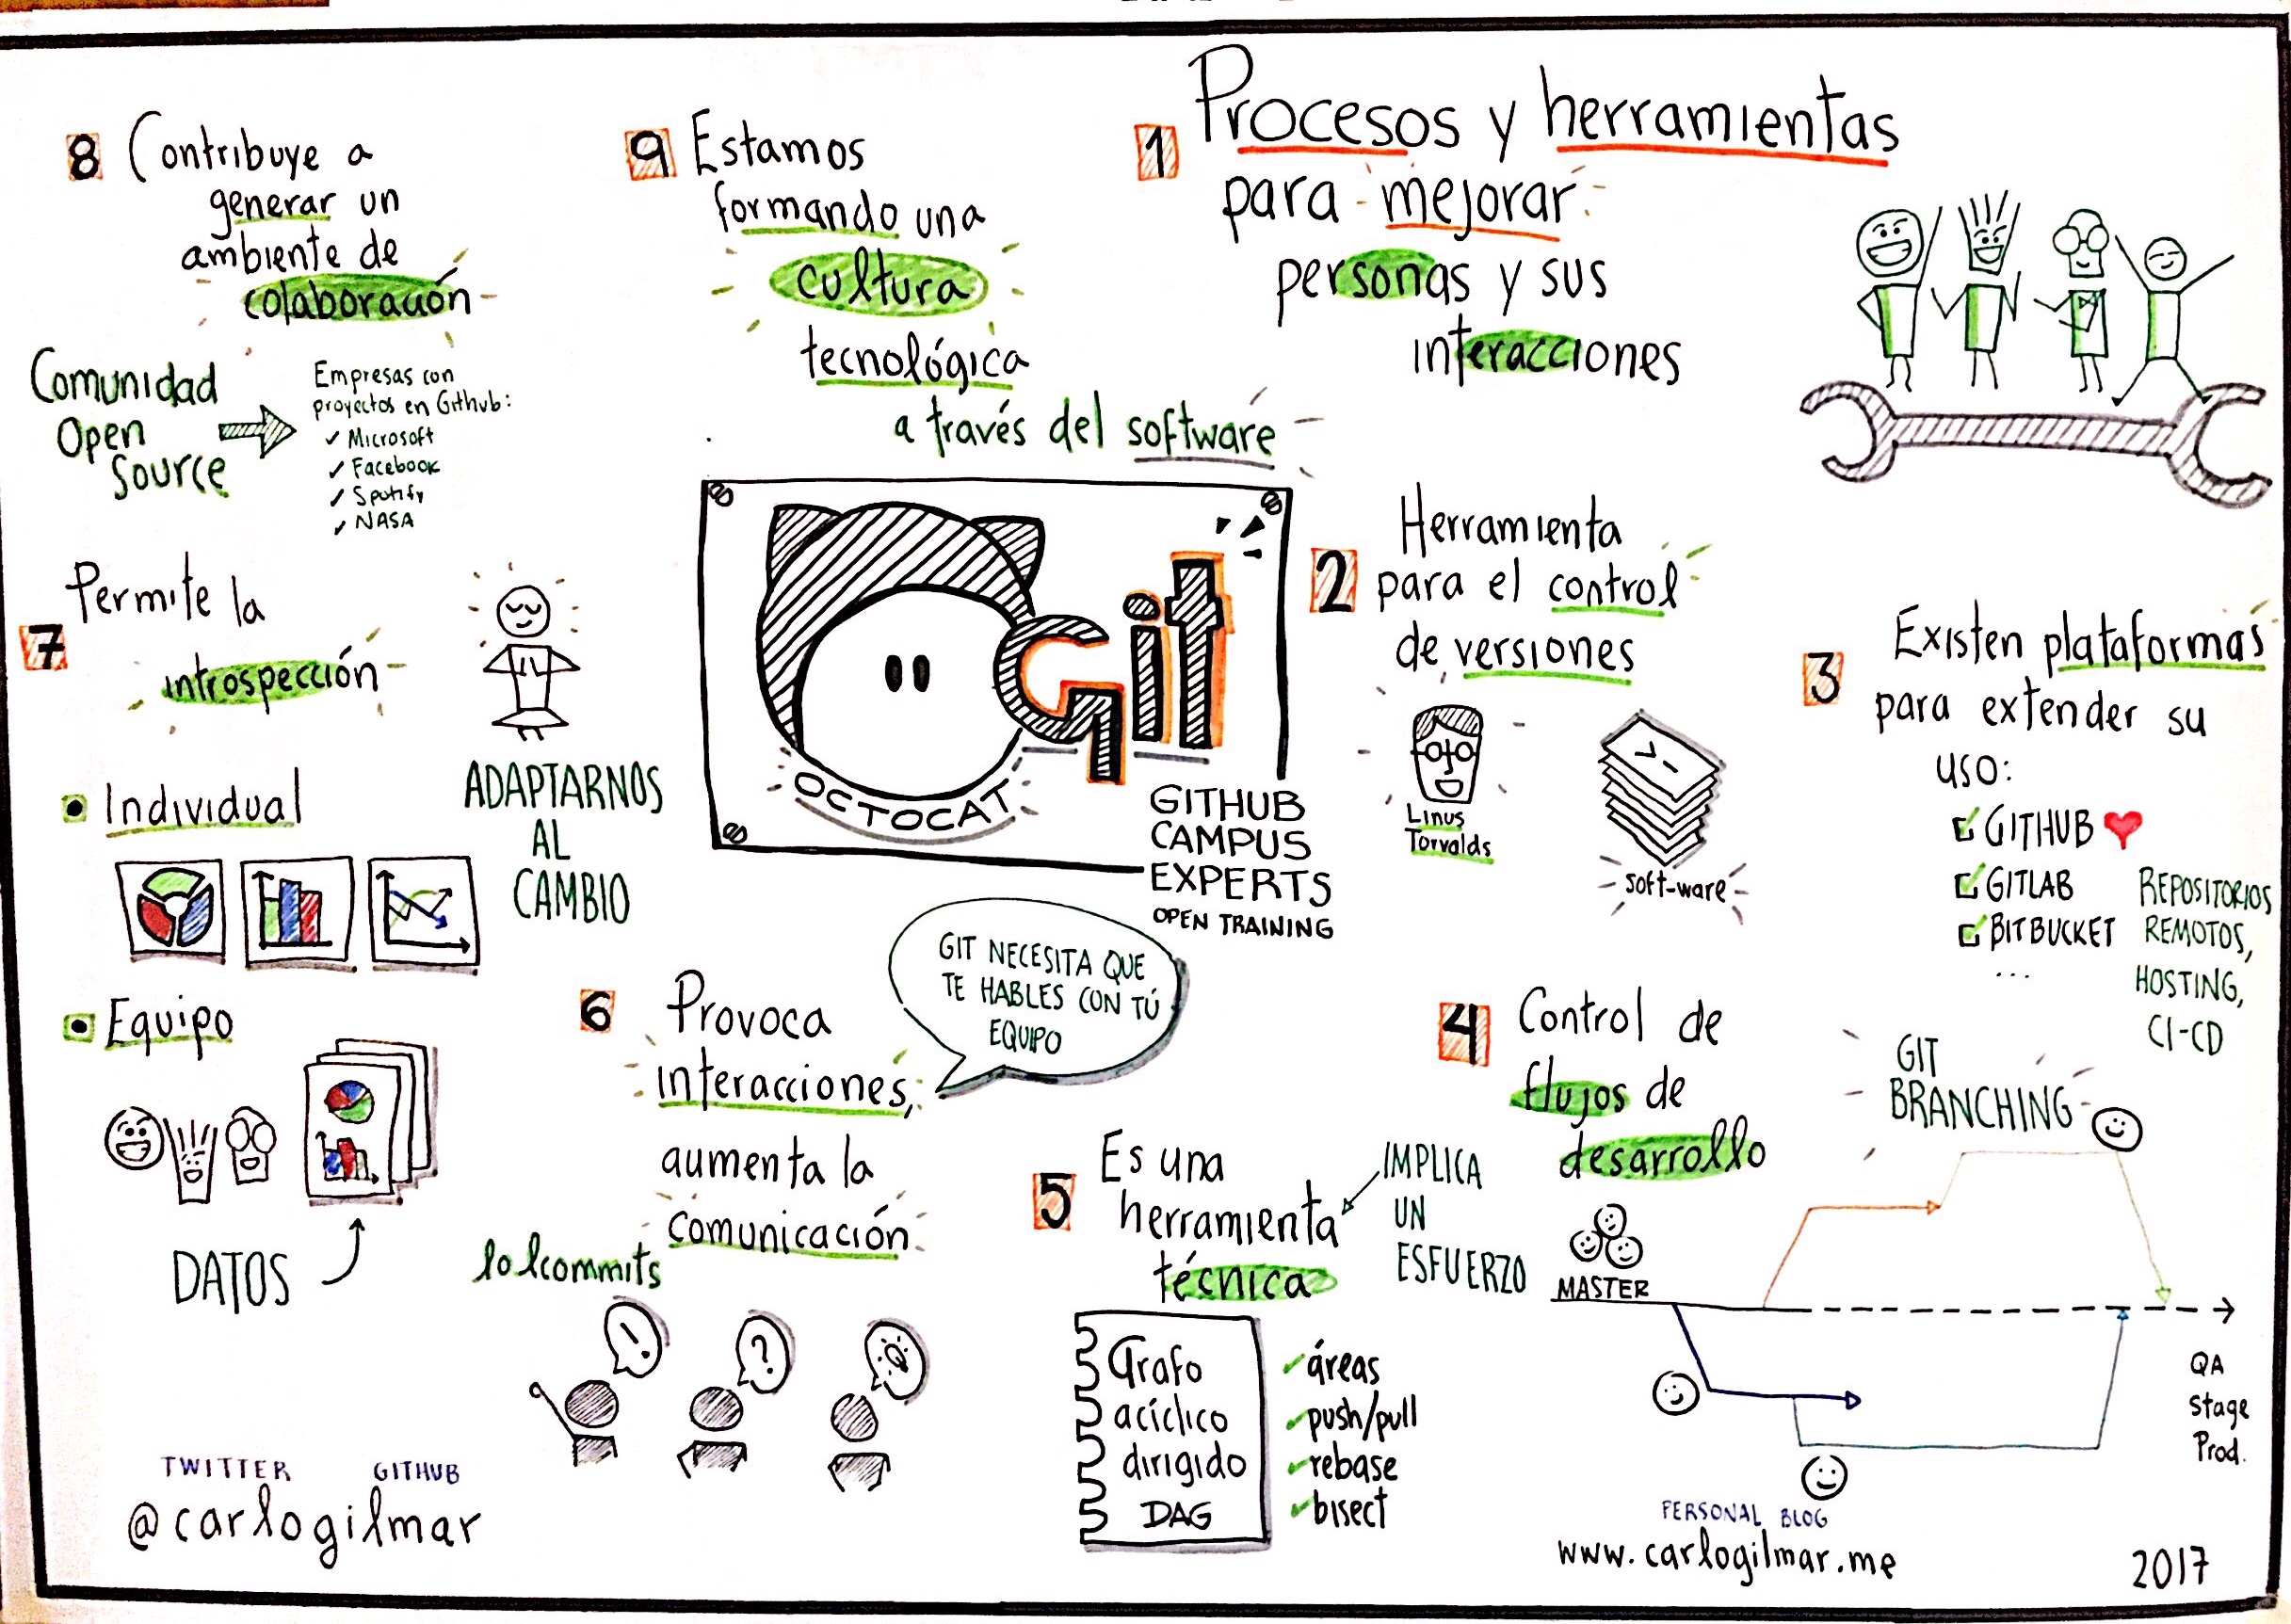 1 Procesos y herramientas
para mejorar
personas y sus
interacciones
2 Herramienta
para el control
de versiones
Linus
Torvalds
soft-ware
3 Existen plataformas
para extender su
uso:
GITHUB
GITLAB
BITBUCKET
...
REPOSITORIOS
REMOTOS,
HOSTING,
CI-CD
4 Control de
flujos de
desarrollo
GIT
BRANCHING
MASTER
QA
Stage
Prod.
5 Es una
herramienta
técnica
IMPLICA
UN
ESFUERZO
Grafo
acíclico
dirigido
DAG
áreas
push/pull
rebase
bisect
6 Provoca
interacciones,
aumenta la
comunicación
GIT NECESITA QUE
TE HABLES CON TÚ
EQUIPO
lolcommits
!
?
7 Permite la
introspección
ADAPTARNOS
AL
CAMBIO
Individual
Equipo
DATOS
8 Contribuye a
generar un
ambiente de
colaboración
Comunidad
Open
Source
Empresas con
proyectos en Github:
Microsoft
Facebook
Spotify
NASA
9 Estamos
formando una
cultura
tecnológica
a través del software
Git
OCTOCAT
GITHUB
CAMPUS
EXPERTS
OPEN TRAINING
TWITTER GITHUB
@carlogilmar
PERSONAL BLOG
www.carlogilmar.me
2017